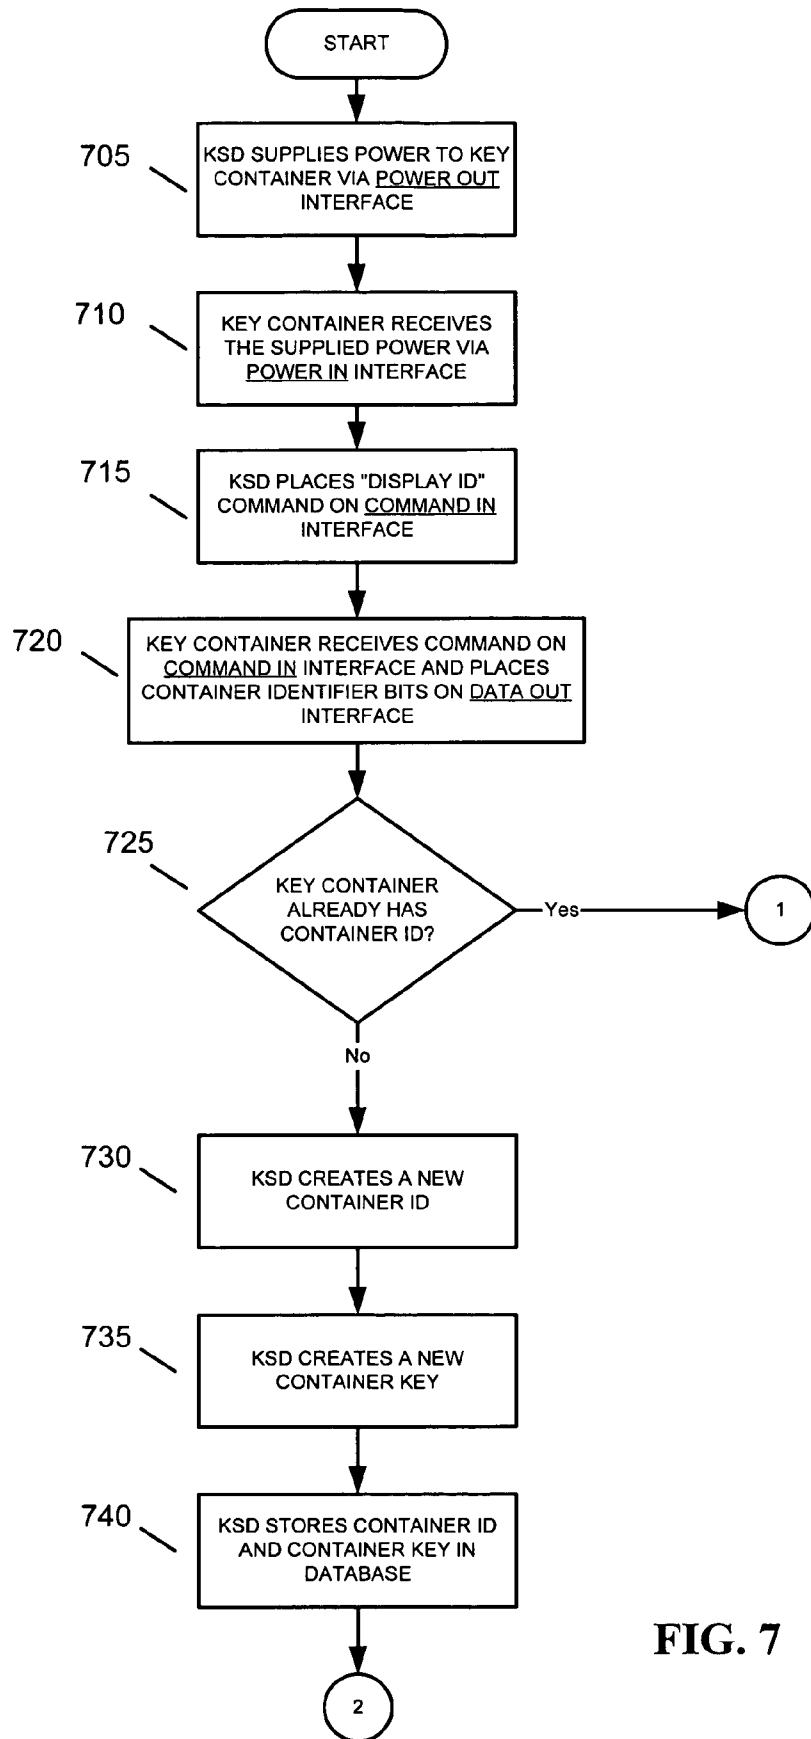 START
705
KSD SUPPLIES POWER TO KEY
CONTAINER VIA POWER OUT
INTERFACE
710
KEY CONTAINER RECEIVES
THE SUPPLIED POWER VIA
POWER IN INTERFACE
715
KSD PLACES "DISPLAY ID"
COMMAND ON COMMAND IN
INTERFACE
720
KEY CONTAINER RECEIVES COMMAND ON
COMMAND IN INTERFACE AND PLACES
CONTAINER IDENTIFIER BITS ON DATA OUT
INTERFACE
725
KEY CONTAINER
ALREADY HAS
CONTAINER ID?
Yes
1
No
730
KSD CREATES A NEW
CONTAINER ID
735
KSD CREATES A NEW
CONTAINER KEY
740
KSD STORES CONTAINER ID
AND CONTAINER KEY IN
DATABASE
FIG. 7
2